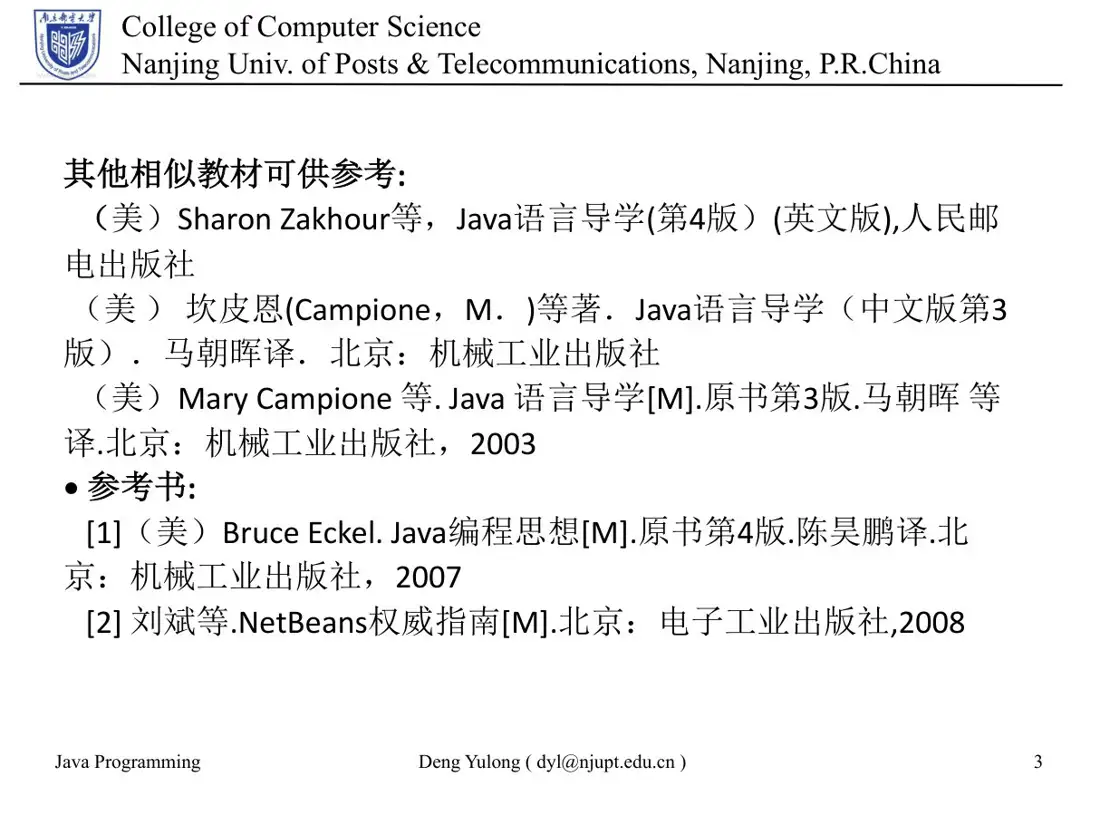 College of Computer Science
Nanjing Univ. of Posts & Telecommunications, Nanjing, P.R.China
其他相似教材可供参考:
（美）Sharon Zakhour等，Java语言导学(第4版）(英文版),人民邮
电出版社
（美 ） 坎皮恩(Campione，M．)等著．Java语言导学（中文版第3
版）．马朝晖译．北京：机械工业出版社
（美）Mary Campione 等. Java 语言导学[M].原书第3版.马朝晖 等
译.北京：机械工业出版社，2003
• 参考书:
[1]（美）Bruce Eckel. Java编程思想[M].原书第4版.陈昊鹏译.北
京：机械工业出版社，2007
[2] 刘斌等.NetBeans权威指南[M].北京：电子工业出版社,2008
Java Programming
Deng Yulong ( dyl@njupt.edu.cn )
3